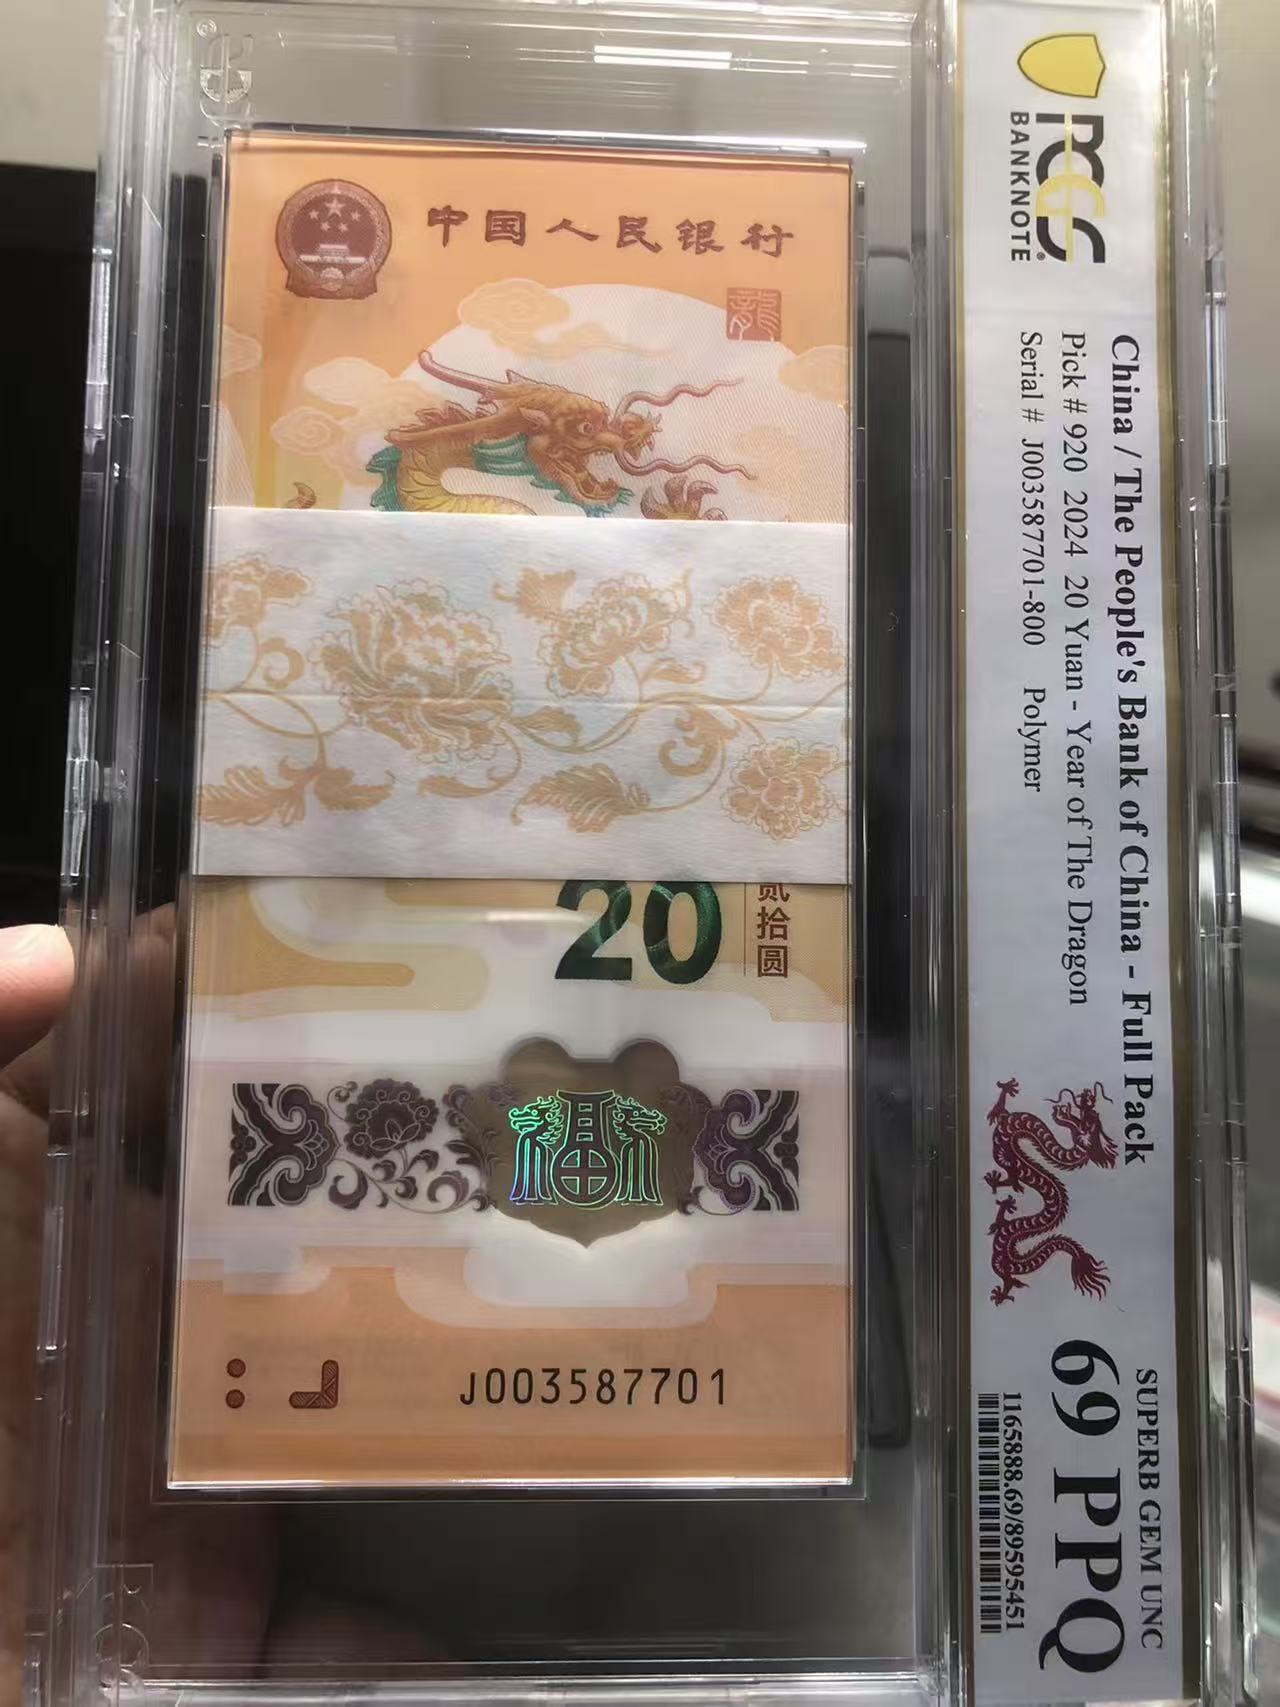 中国人民银行
龍
20
贰拾圆
福
J003587701
PCGS
BANKNOTE
China / The People's Bank of China - Full Pack
Pick # 920 2024 20 Yuan - Year of The Dragon
Serial # J003587701-800 Polymer
SUPERB GEM UNC
69 PPQ
1165888.69/89595451